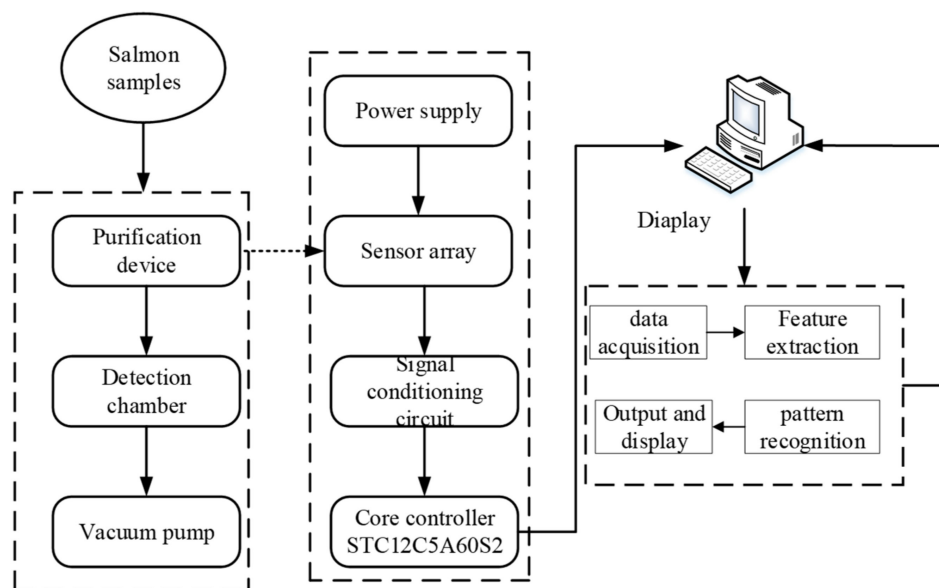 Salmon
samples
Purification
device
Detection
chamber
Vacuum pump
Power supply
Sensor array
Signal
conditioning
circuit
Core controller
STC12C5A60S2
Diaplay
data
acquisition
Feature
extraction
Output and
display
pattern
recognition